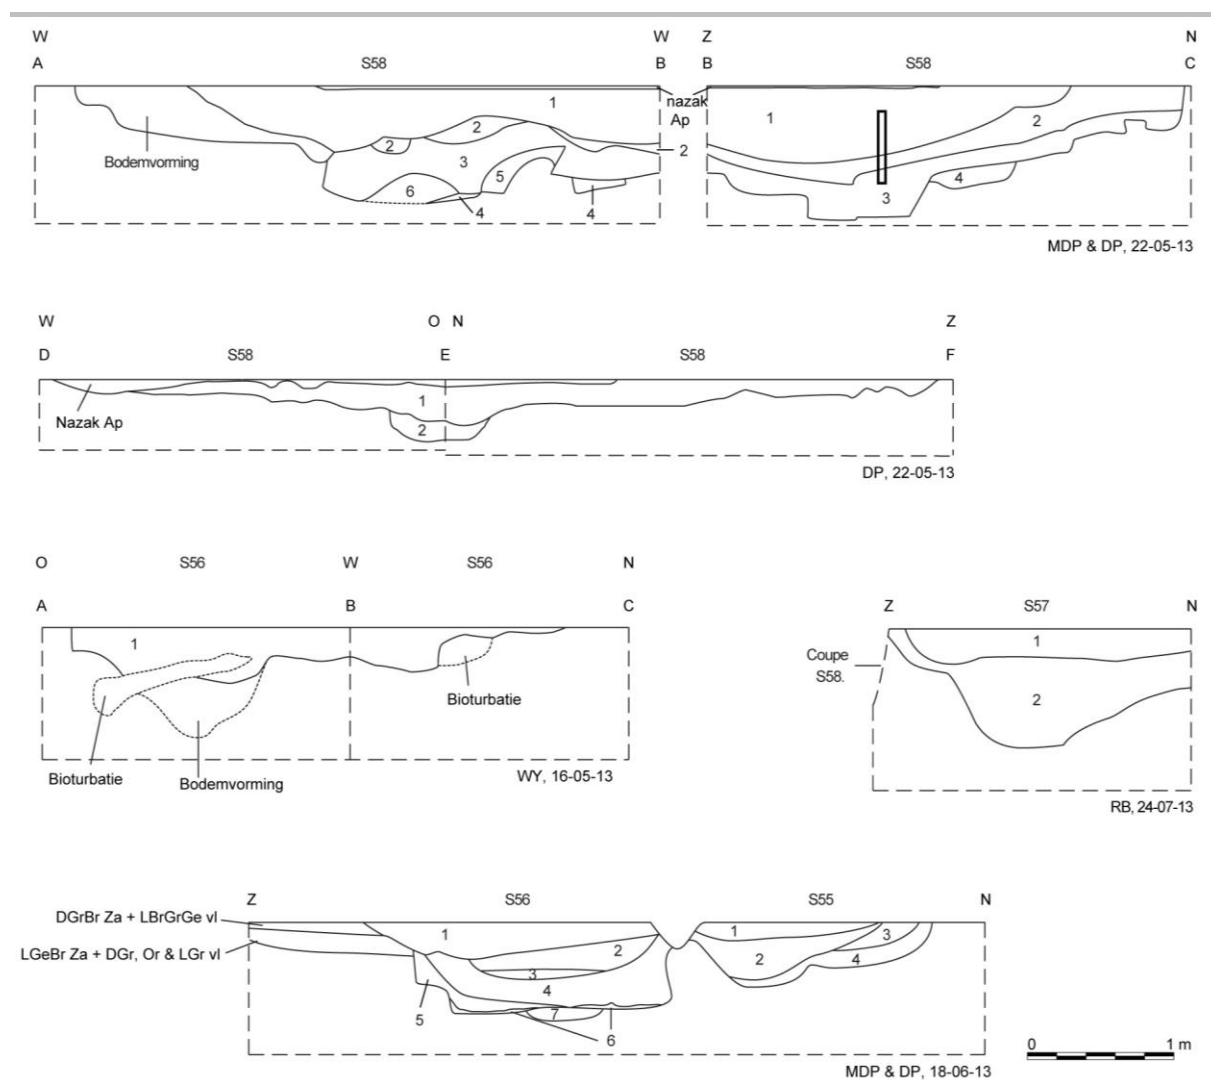 W W Z N
A S58 B B S58 C
nazak
Ap
1 1 2
2 2 2
Bodemvorming 3
5 4
6 3
4 4
MDP & DP, 22-05-13
W O N Z
D S58 E S58 F
1
Nazak Ap 2
DP, 22-05-13
O S56 W S56 N
A B C
Z S57 N
1 1
Coupe
S58.
2
Bioturbatie
Bioturbatie Bodemvorming
WY, 16-05-13
RB, 24-07-13
Z S56 S55 N
DGrBr Za + LBrGrGe vl
1 1
2 3
LGeBr Za + DGr, Or & LGr vl
3 2 4
4
5 7
6
0 1 m
MDP & DP, 18-06-13